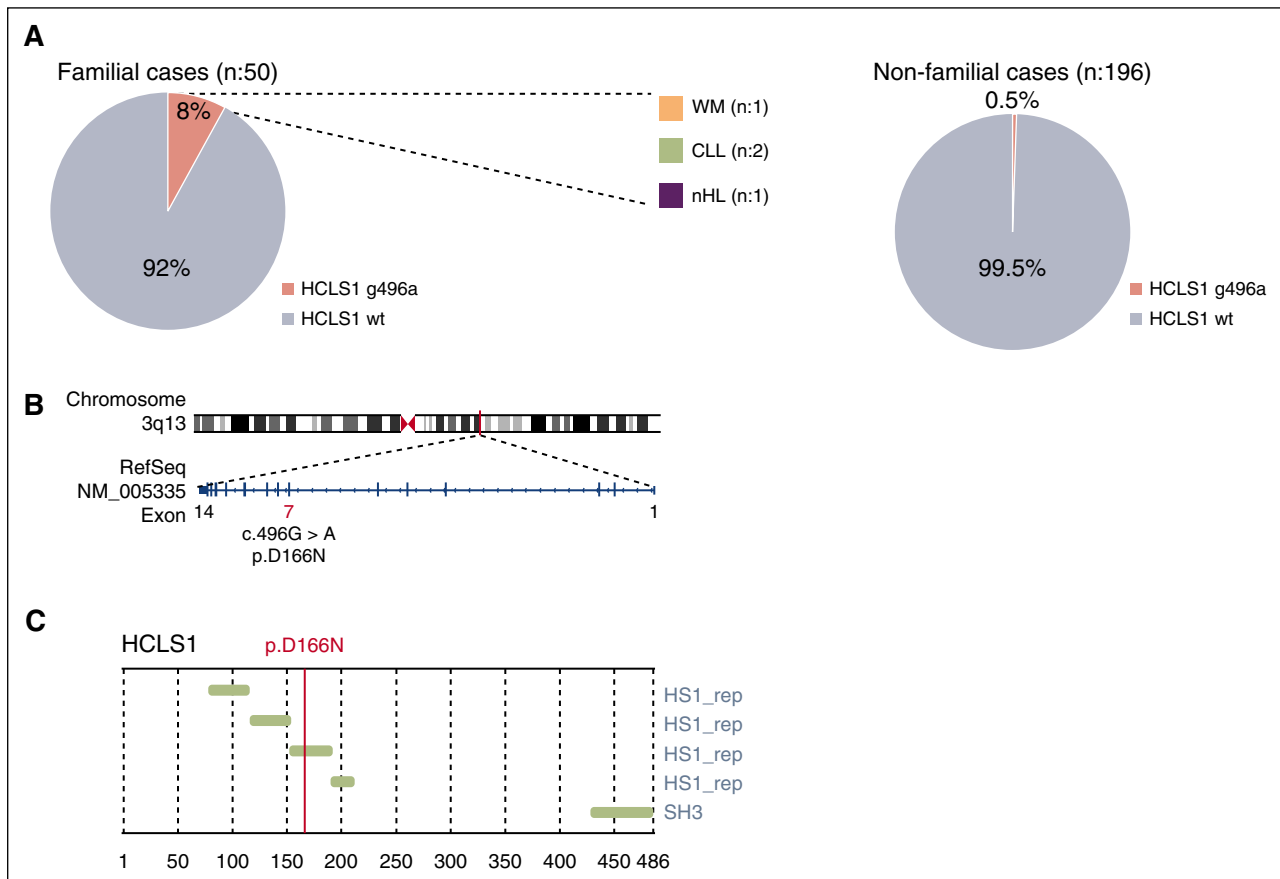 A
Familial cases (n:50)
8%
92%
HCLS1 g496a
HCLS1 wt
WM (n:1)
CLL (n:2)
nHL (n:1)
Non-familial cases (n:196)
0.5%
99.5%
HCLS1 g496a
HCLS1 wt
B
Chromosome
3q13
RefSeq
NM_005335
Exon
14
7
1
c.496G > A
p.D166N
C
HCLS1
p.D166N
HS1_rep
HS1_rep
HS1_rep
HS1_rep
SH3
1 50 100 150 200 250 300 350 400 450 486